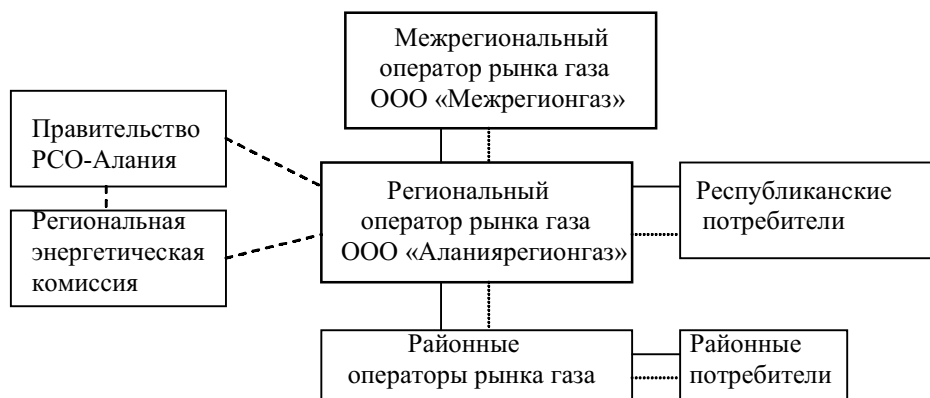 Межрегиональный
оператор рынка газа
ООО «Межрегионгаз»
Правительство
РСО-Алания
Региональная
энергетическая
комиссия
Региональный
оператор рынка газа
ООО «Аланиярегионгаз»
Республиканские
потребители
Районные
операторы рынка газа
Районные
потребители